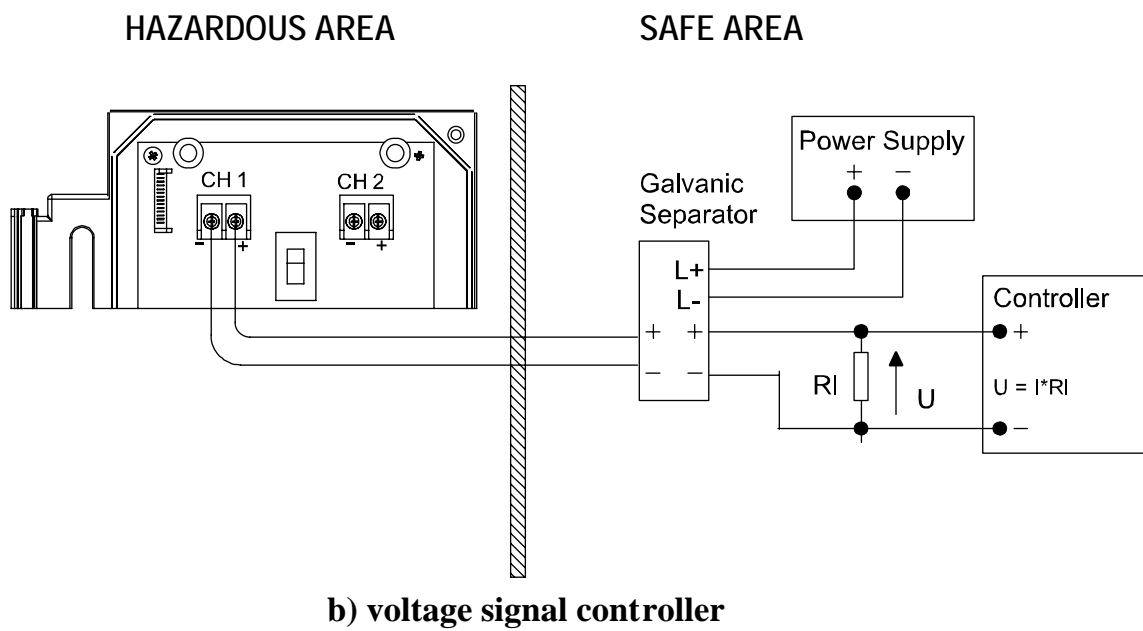 HAZARDOUS AREA
SAFE AREA
Power Supply
+ −
Galvanic
Separator
CH 1
CH 2
- +
- +
L+
L-
+ +
− −
RI
U
Controller
+
U = I*RI
−
b) voltage signal controller